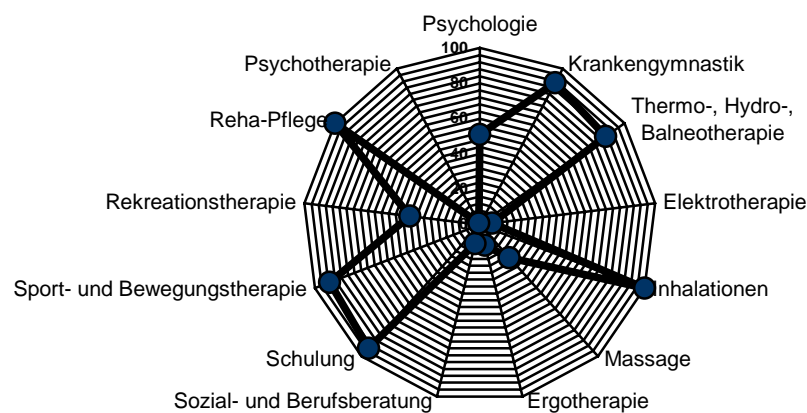 Psychologie
100
Psychotherapie
Krankengymnastik
80
Reha-Pflege
Thermo-, Hydro-,
Balneotherapie
60
40
20
Rekreationstherapie
Elektrotherapie
Sport- und Bewegungstherapie
Inhalationen
Schulung
Massage
Sozial- und Berufsberatung
Ergotherapie